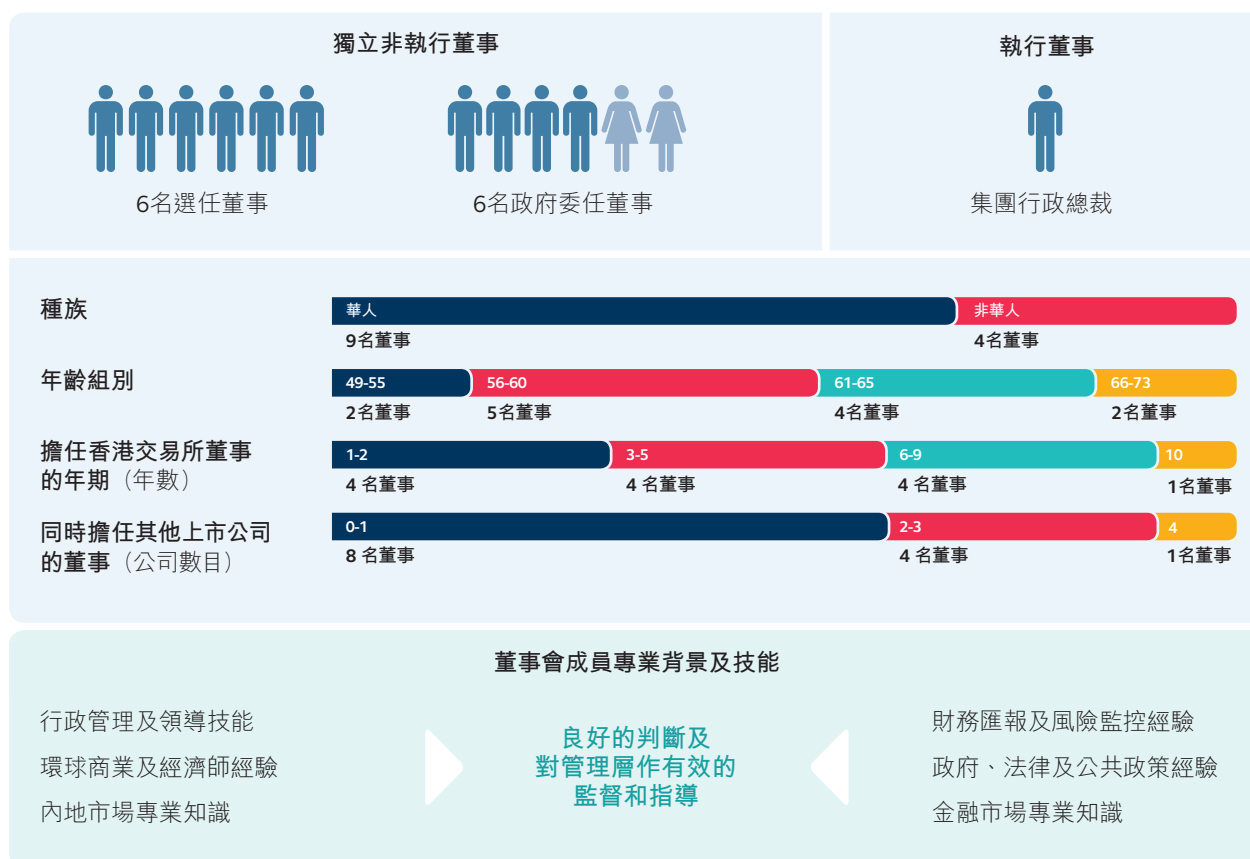 獨立非執行董事
執行董事
6名選任董事
6名政府委任董事
集團行政總裁
種族
華人
非華人
9名董事
4名董事
年齡組別
49-55
56-60
61-65
66-73
2名董事
5名董事
4名董事
2名董事
擔任香港交易所董事
的年期（年數）
1-2
3-5
6-9
10
4 名董事
4 名董事
4 名董事
1名董事
同時擔任其他上市公司
的董事（公司數目）
0-1
2-3
4
8 名董事
4 名董事
1名董事
董事會成員專業背景及技能
行政管理及領導技能
環球商業及經濟師經驗
內地市場專業知識
良好的判斷及
對管理層作有效的
監督和指導
財務匯報及風險監控經驗
政府、法律及公共政策經驗
金融市場專業知識